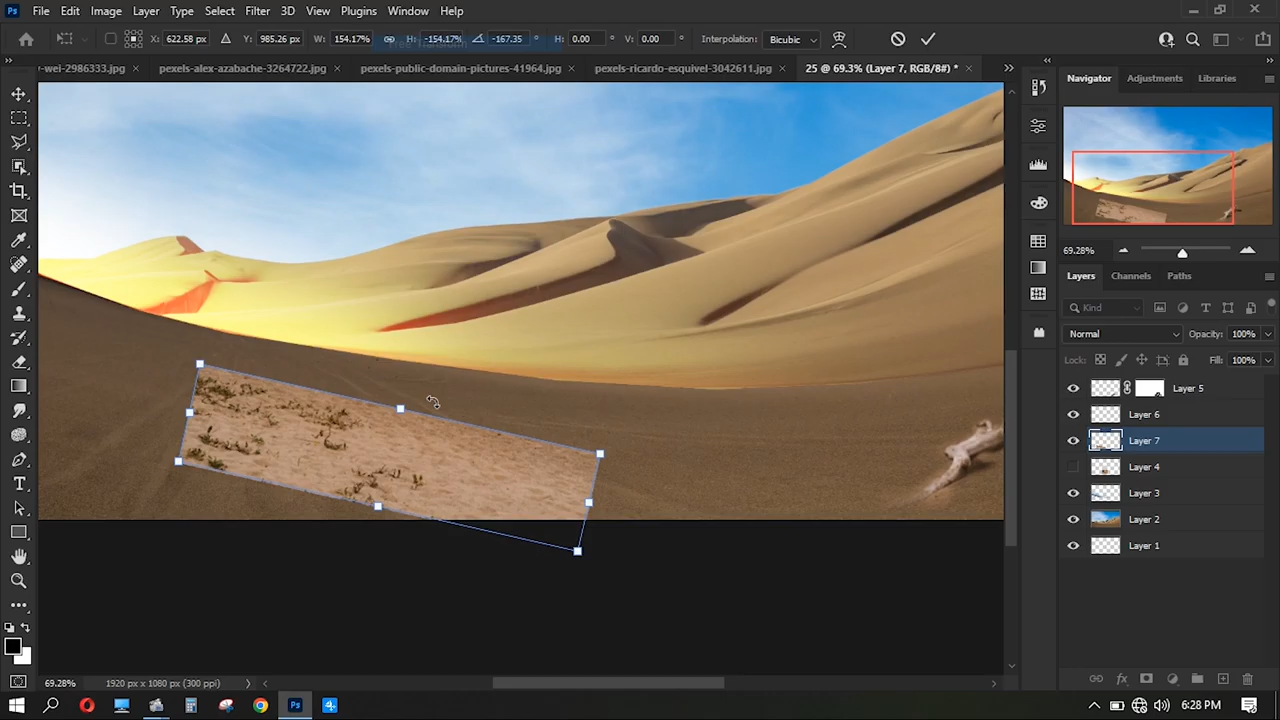 Ps File Edit Image Layer Type Select Filter 3D View Plugins Window Help
X: 622.58 px Y: 985.26 px W: 154.17% H: -154.17% -167.35 ° H: 0.00 ° V: 0.00 ° Interpolation: Bicubic
Free Transform
-wei-2986333.jpg × pexels-alex-azabache-3264722.jpg × pexels-public-domain-pictures-41964.jpg × pexels-ricardo-esquivel-3042611.jpg × 25 @ 69.3% (Layer 7, RGB/8#) * ×
Navigator Adjustments Libraries
69.28%
Layers Channels Paths
Kind
Normal Opacity: 100%
Lock: Fill: 100%
Layer 5
Layer 6
Layer 7
Layer 4
Layer 3
Layer 2
Layer 1
fx
69.28% 1920 px x 1080 px (300 ppi)
Ps 6:28 PM